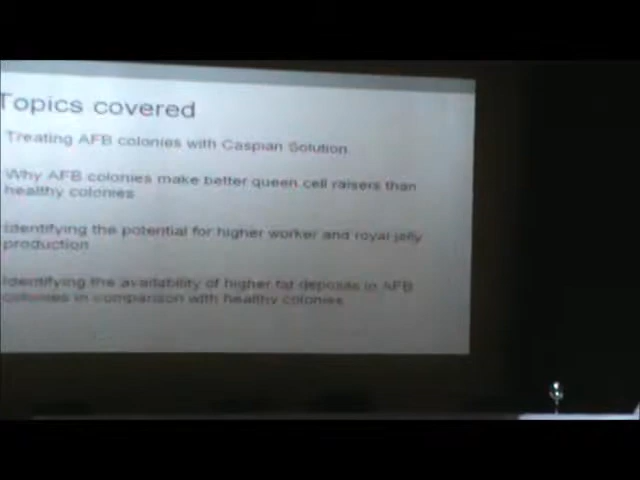 Topics covered
Treating AFB colonies with Caspian Solution.
Why AFB colonies make better queen cell raisers than
healthy colonies
Identifying the potential for higher worker and royal jelly
production
Identifying the availability of higher fat deposes in AFB
colonies in comparison with healthy colonies